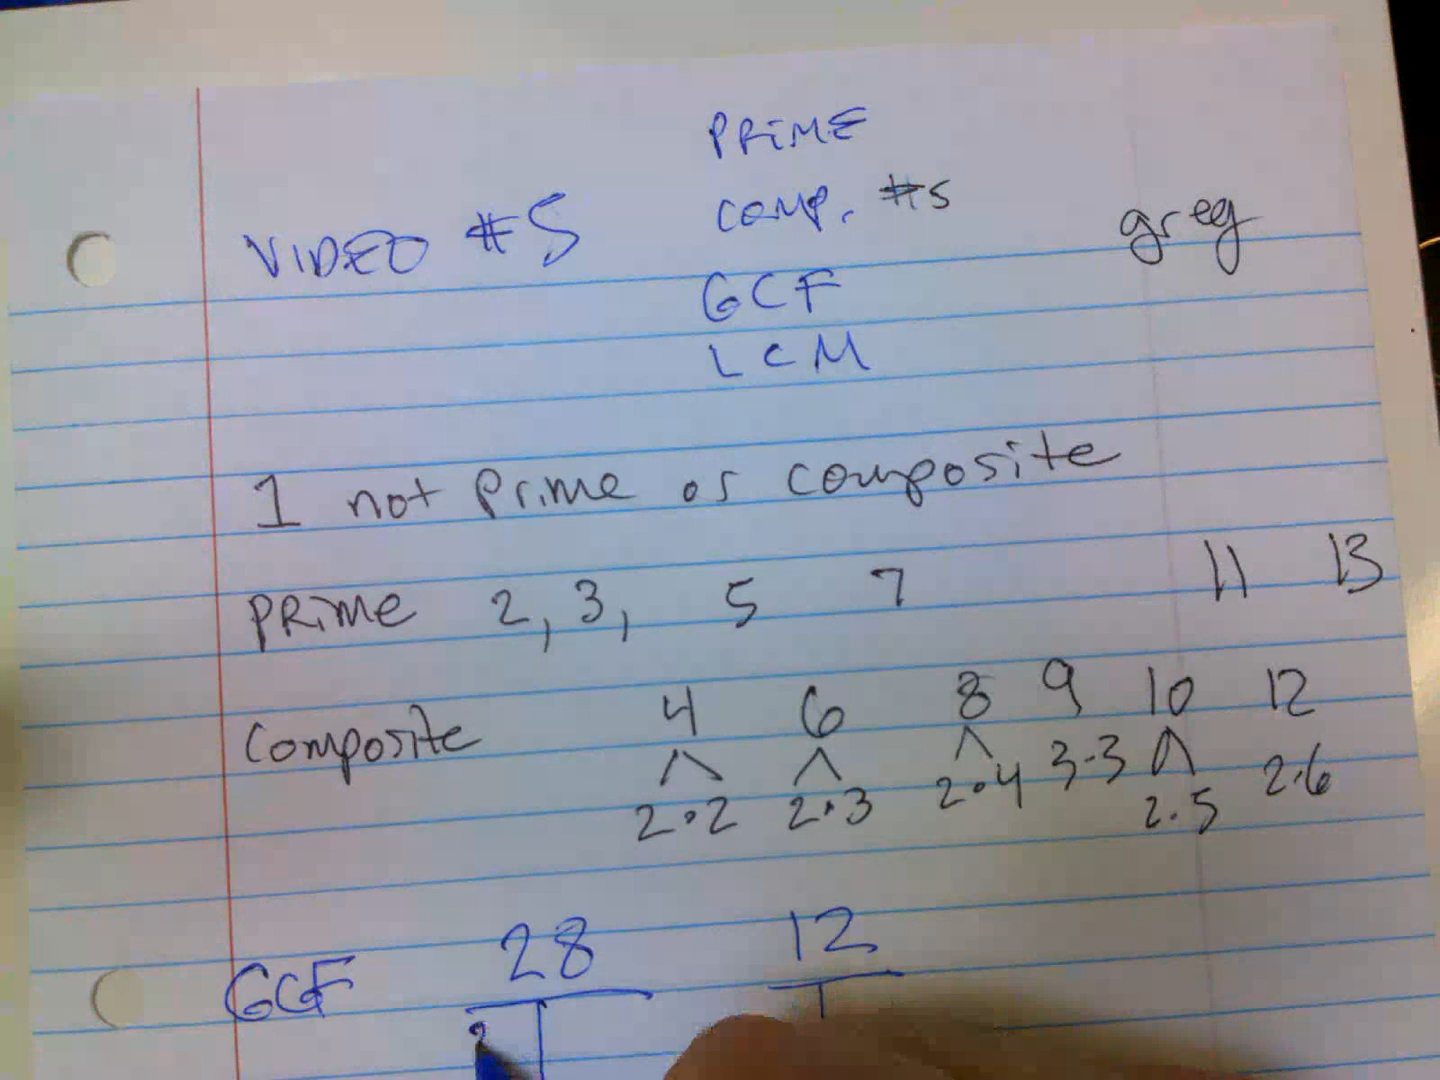 PRIME
VIDEO #5 COMP. #s greg
GCF
LCM
1 not Prime or composite
PRIME 2, 3, 5 7 11 13
Composite 4 6 8 9 10 12
2·2 2·3 2·4 3·3 2·5 2·6
GCF 28 12